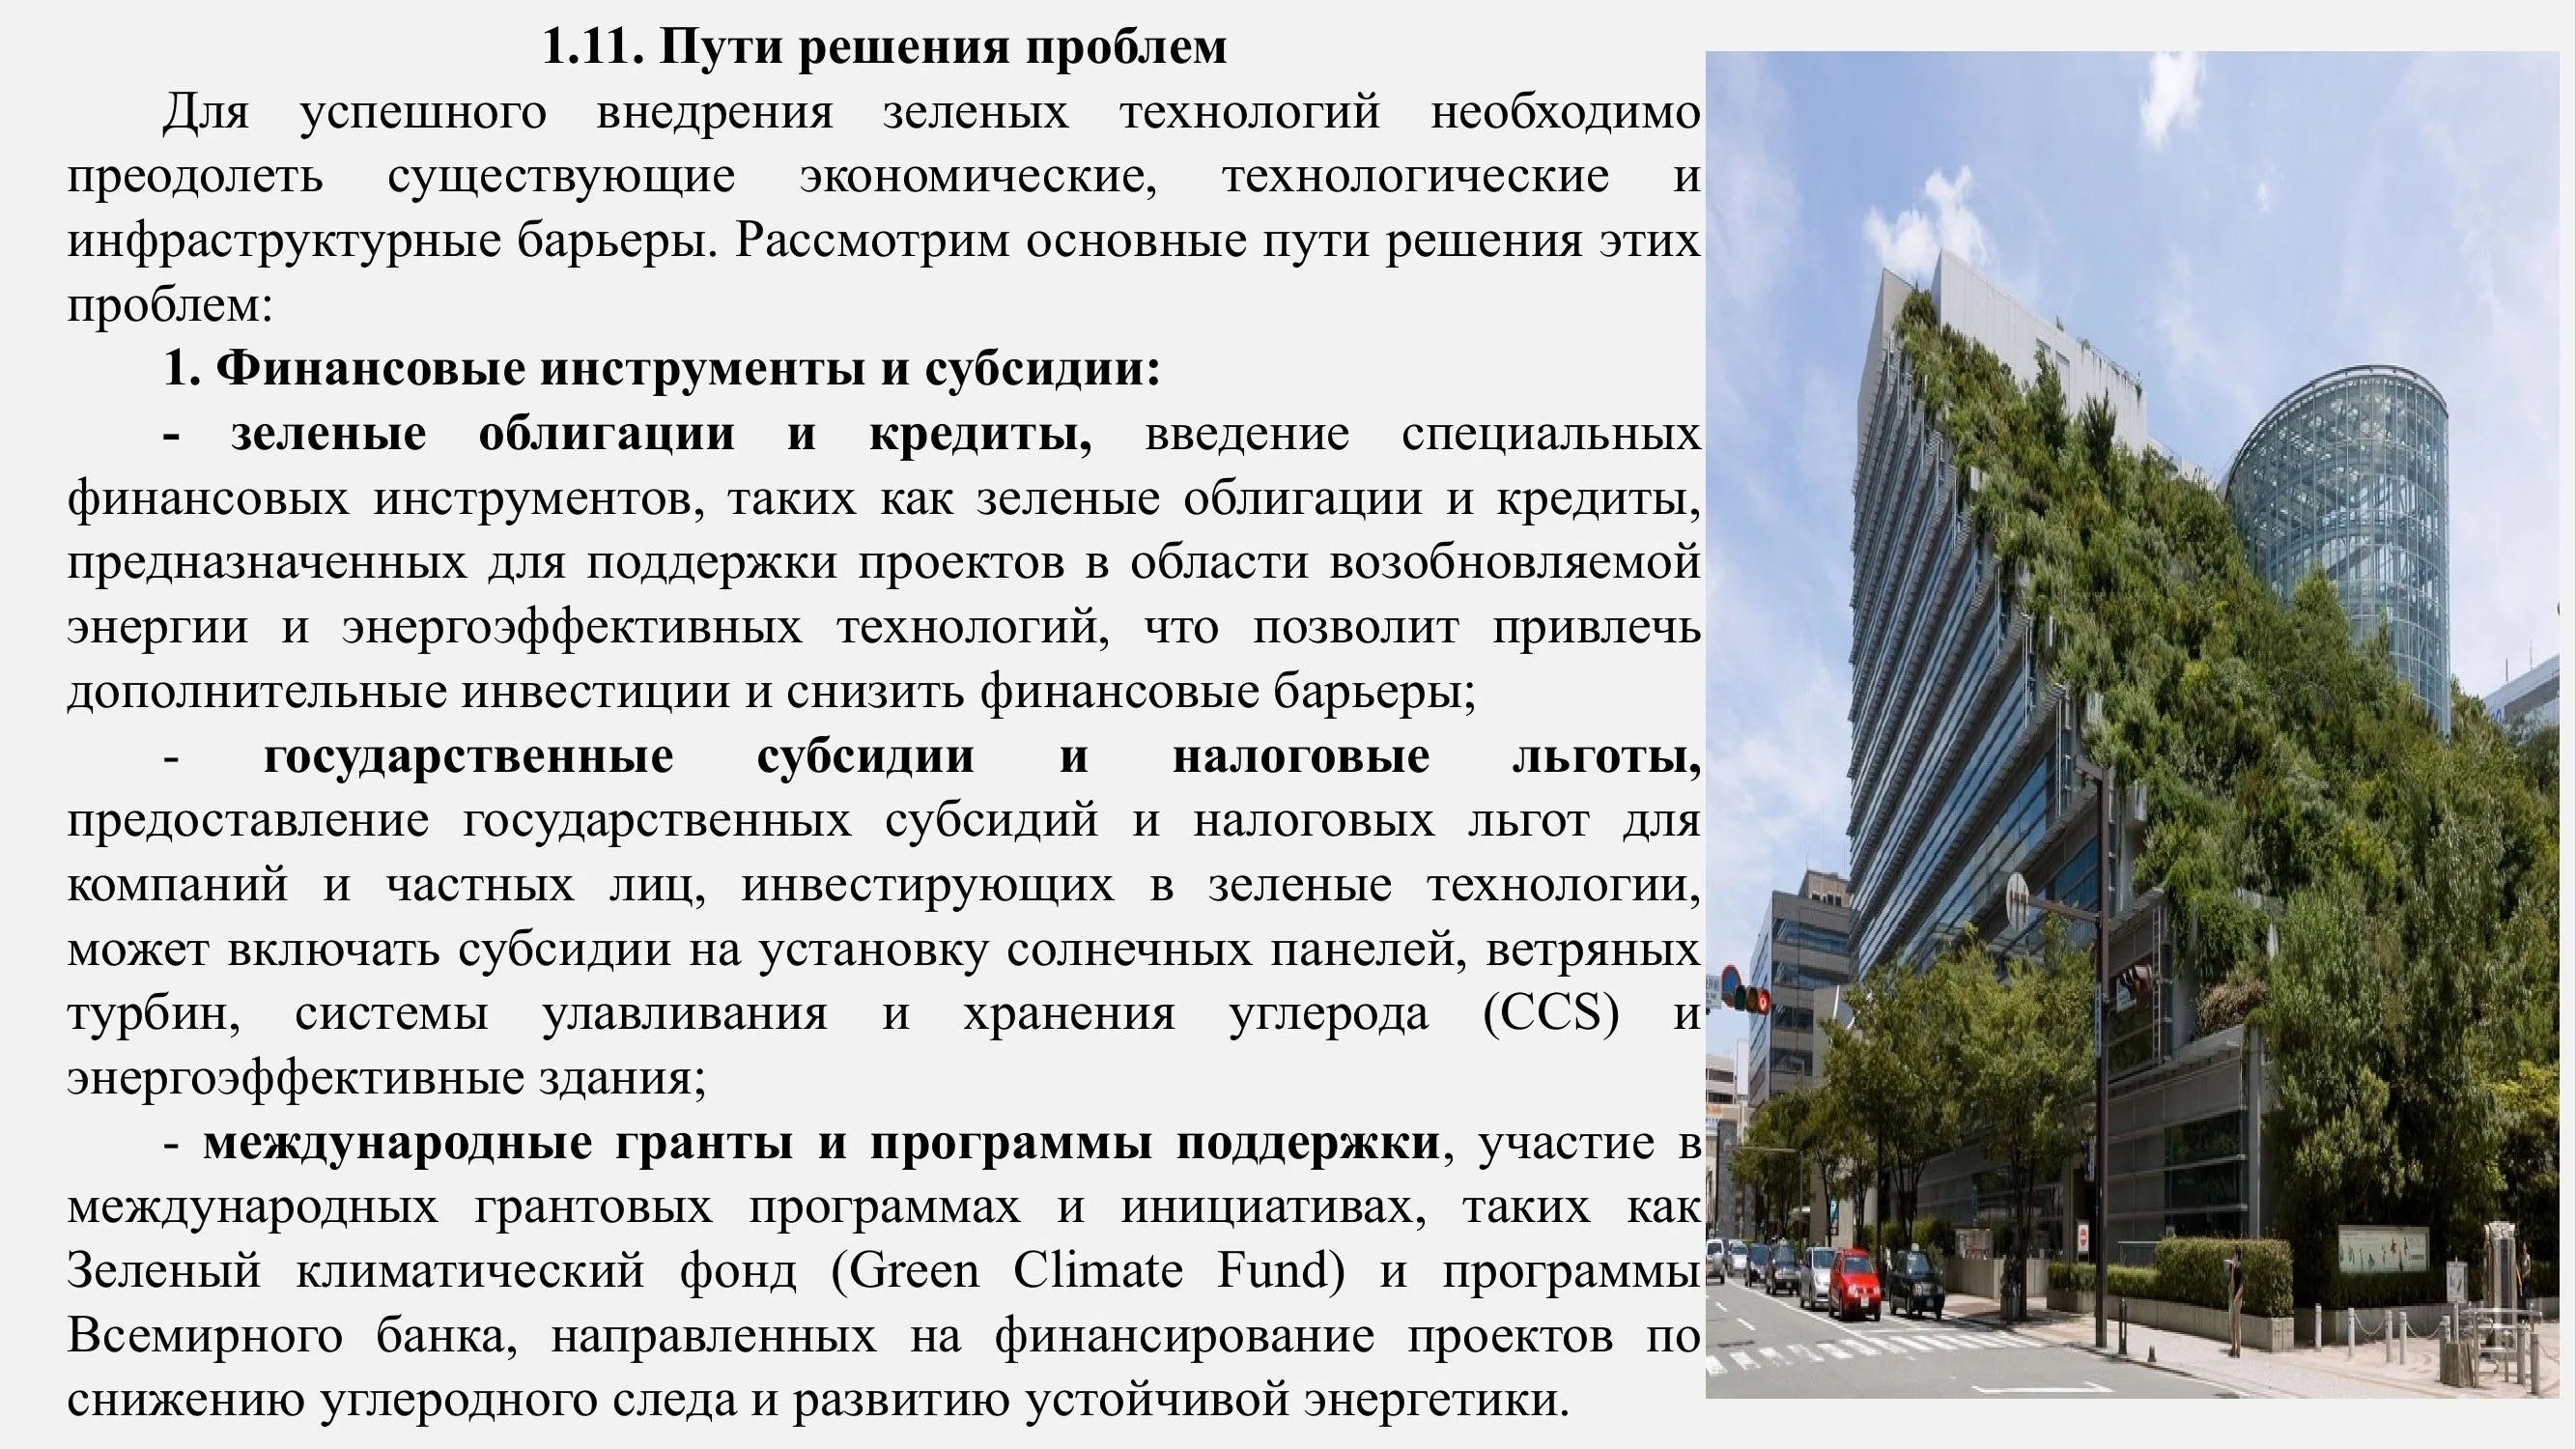 1.11. Пути решения проблем
Для успешного внедрения зеленых технологий необходимо
преодолеть существующие экономические, технологические и
инфраструктурные барьеры. Рассмотрим основные пути решения этих
проблем:
1. Финансовые инструменты и субсидии:
- зеленые облигации и кредиты, введение специальных
финансовых инструментов, таких как зеленые облигации и кредиты,
предназначенных для поддержки проектов в области возобновляемой
энергии и энергоэффективных технологий, что позволит привлечь
дополнительные инвестиции и снизить финансовые барьеры;
- государственные субсидии и налоговые льготы,
предоставление государственных субсидий и налоговых льгот для
компаний и частных лиц, инвестирующих в зеленые технологии,
может включать субсидии на установку солнечных панелей, ветряных
турбин, системы улавливания и хранения углерода (CCS) и
энергоэффективные здания;
- международные гранты и программы поддержки, участие в
международных грантовых программах и инициативах, таких как
Зеленый климатический фонд (Green Climate Fund) и программы
Всемирного банка, направленных на финансирование проектов по
снижению углеродного следа и развитию устойчивой энергетики.